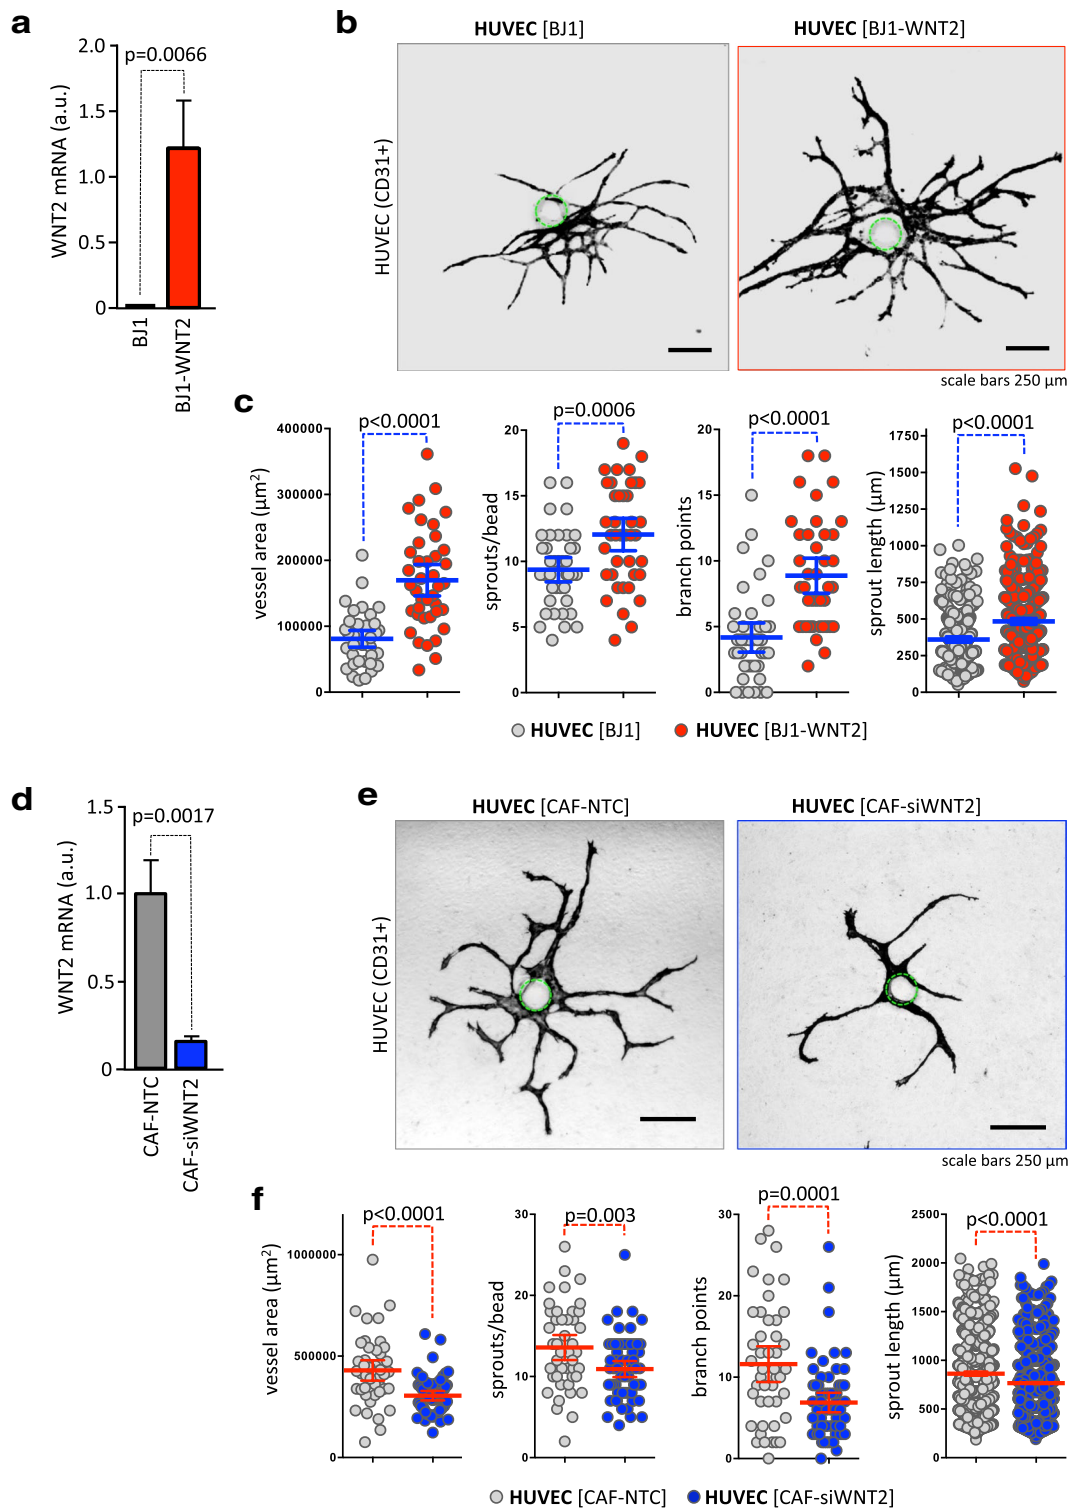 a
2.0
1.5
1.0
0.5
0
WNT2 mRNA (a.u.)
p=0.0066
BJ1
BJ1-WNT2
b
HUVEC [BJ1]
HUVEC [BJ1-WNT2]
HUVEC (CD31+)
scale bars 250 µm
c
vessel area (µm²)
400000
300000
200000
100000
0
p<0.0001
sprouts/bead
20
15
10
5
0
p=0.0006
branch points
20
15
10
5
0
p<0.0001
sprout length (µm)
1750
1500
1250
1000
750
500
250
0
p<0.0001
HUVEC [BJ1]
HUVEC [BJ1-WNT2]
d
1.5
1.0
0.5
0
WNT2 mRNA (a.u.)
p=0.0017
CAF-NTC
CAF-siWNT2
e
HUVEC [CAF-NTC]
HUVEC [CAF-siWNT2]
HUVEC (CD31+)
scale bars 250 µm
f
vessel area (µm²)
1000000
500000
0
p<0.0001
sprouts/bead
30
20
10
0
p=0.003
branch points
30
20
10
0
p=0.0001
sprout length (µm)
2500
2000
1500
1000
500
0
p<0.0001
HUVEC [CAF-NTC]
HUVEC [CAF-siWNT2]